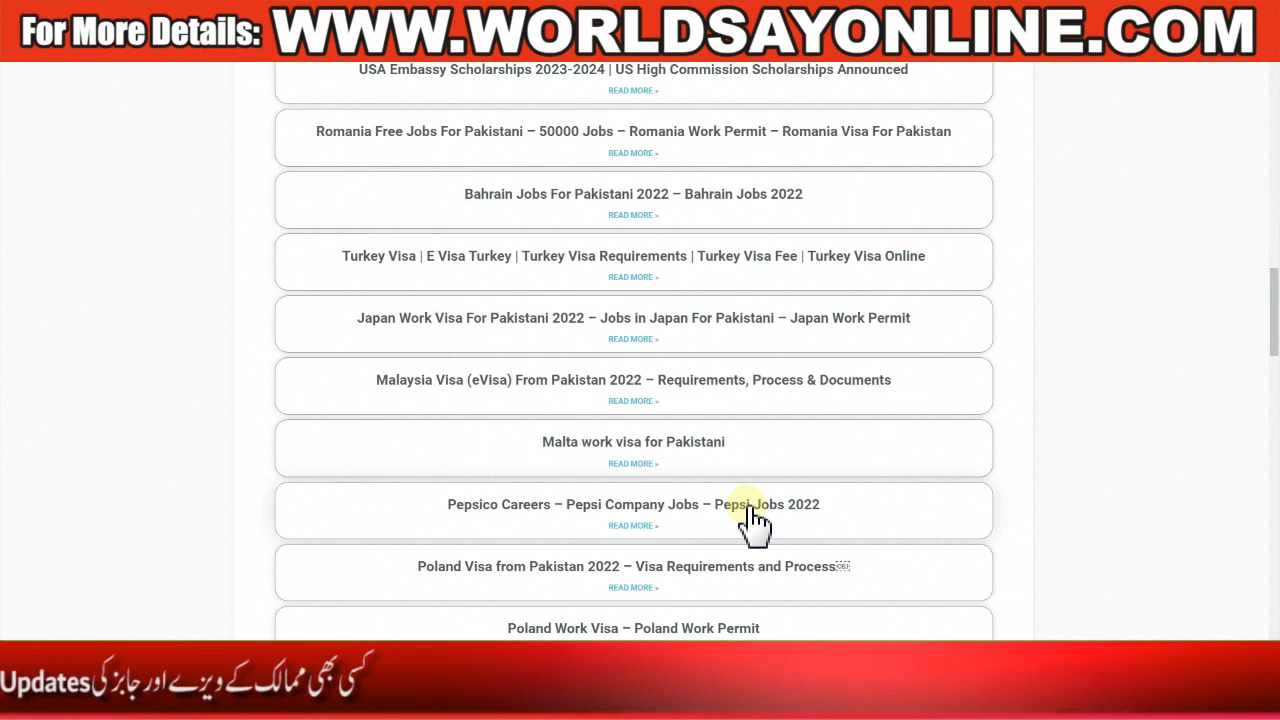 For More Details: WWW.WORLDSAYONLINE.COM
USA Embassy Scholarships 2023-2024 | US High Commission Scholarships Announced
READ MORE »
Romania Free Jobs For Pakistani – 50000 Jobs – Romania Work Permit – Romania Visa For Pakistan
READ MORE »
Bahrain Jobs For Pakistani 2022 – Bahrain Jobs 2022
READ MORE »
Turkey Visa | E Visa Turkey | Turkey Visa Requirements | Turkey Visa Fee | Turkey Visa Online
READ MORE »
Japan Work Visa For Pakistani 2022 – Jobs in Japan For Pakistani – Japan Work Permit
READ MORE »
Malaysia Visa (eVisa) From Pakistan 2022 – Requirements, Process & Documents
READ MORE »
Malta work visa for Pakistani
READ MORE »
Pepsico Careers – Pepsi Company Jobs – Pepsi Jobs 2022
READ MORE »
Poland Visa from Pakistan 2022 – Visa Requirements and Process
READ MORE »
Poland Work Visa – Poland Work Permit
کسی بھی ممالک کے ویزے اور جابز کی Updates